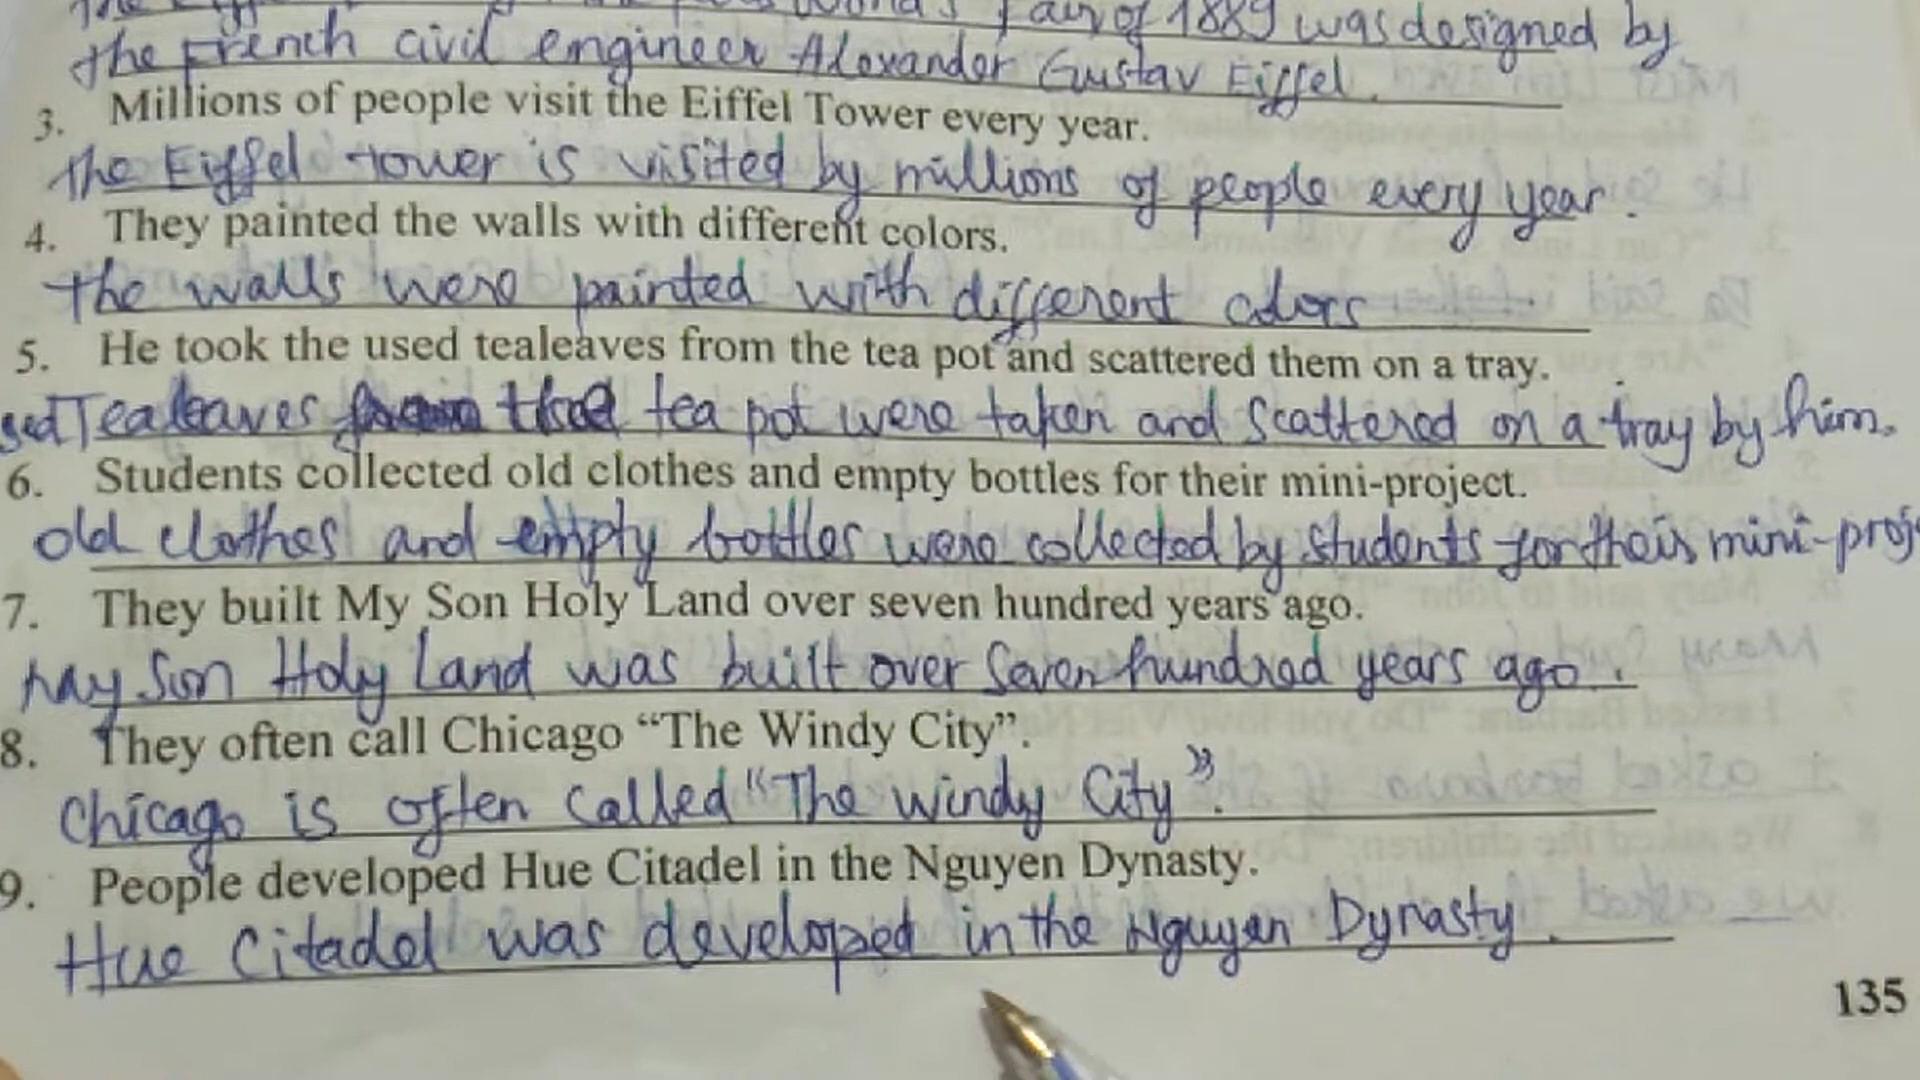 Fair of 1889 was designed by
the French civil engineer Alexander Gustav Eiffel.
3. Millions of people visit the Eiffel Tower every year.
The Eiffel tower is visited by millions of people every year.
4. They painted the walls with different colors.
the walls were painted with different colors
5. He took the used tealeaves from the tea pot and scattered them on a tray.
sed Tealeaves from the tea pot were taken and scattered on a tray by him.
6. Students collected old clothes and empty bottles for their mini-project.
old clothes and empty bottles were collected by students for their mini-proj
7. They built My Son Holy Land over seven hundred years ago.
My Son Holy Land was built over seven hundred years ago.
8. They often call Chicago “The Windy City”.
Chicago is often called “The windy City”.
9. People developed Hue Citadel in the Nguyen Dynasty.
Hue Citadel was developed in the Nguyen Dynasty.
135